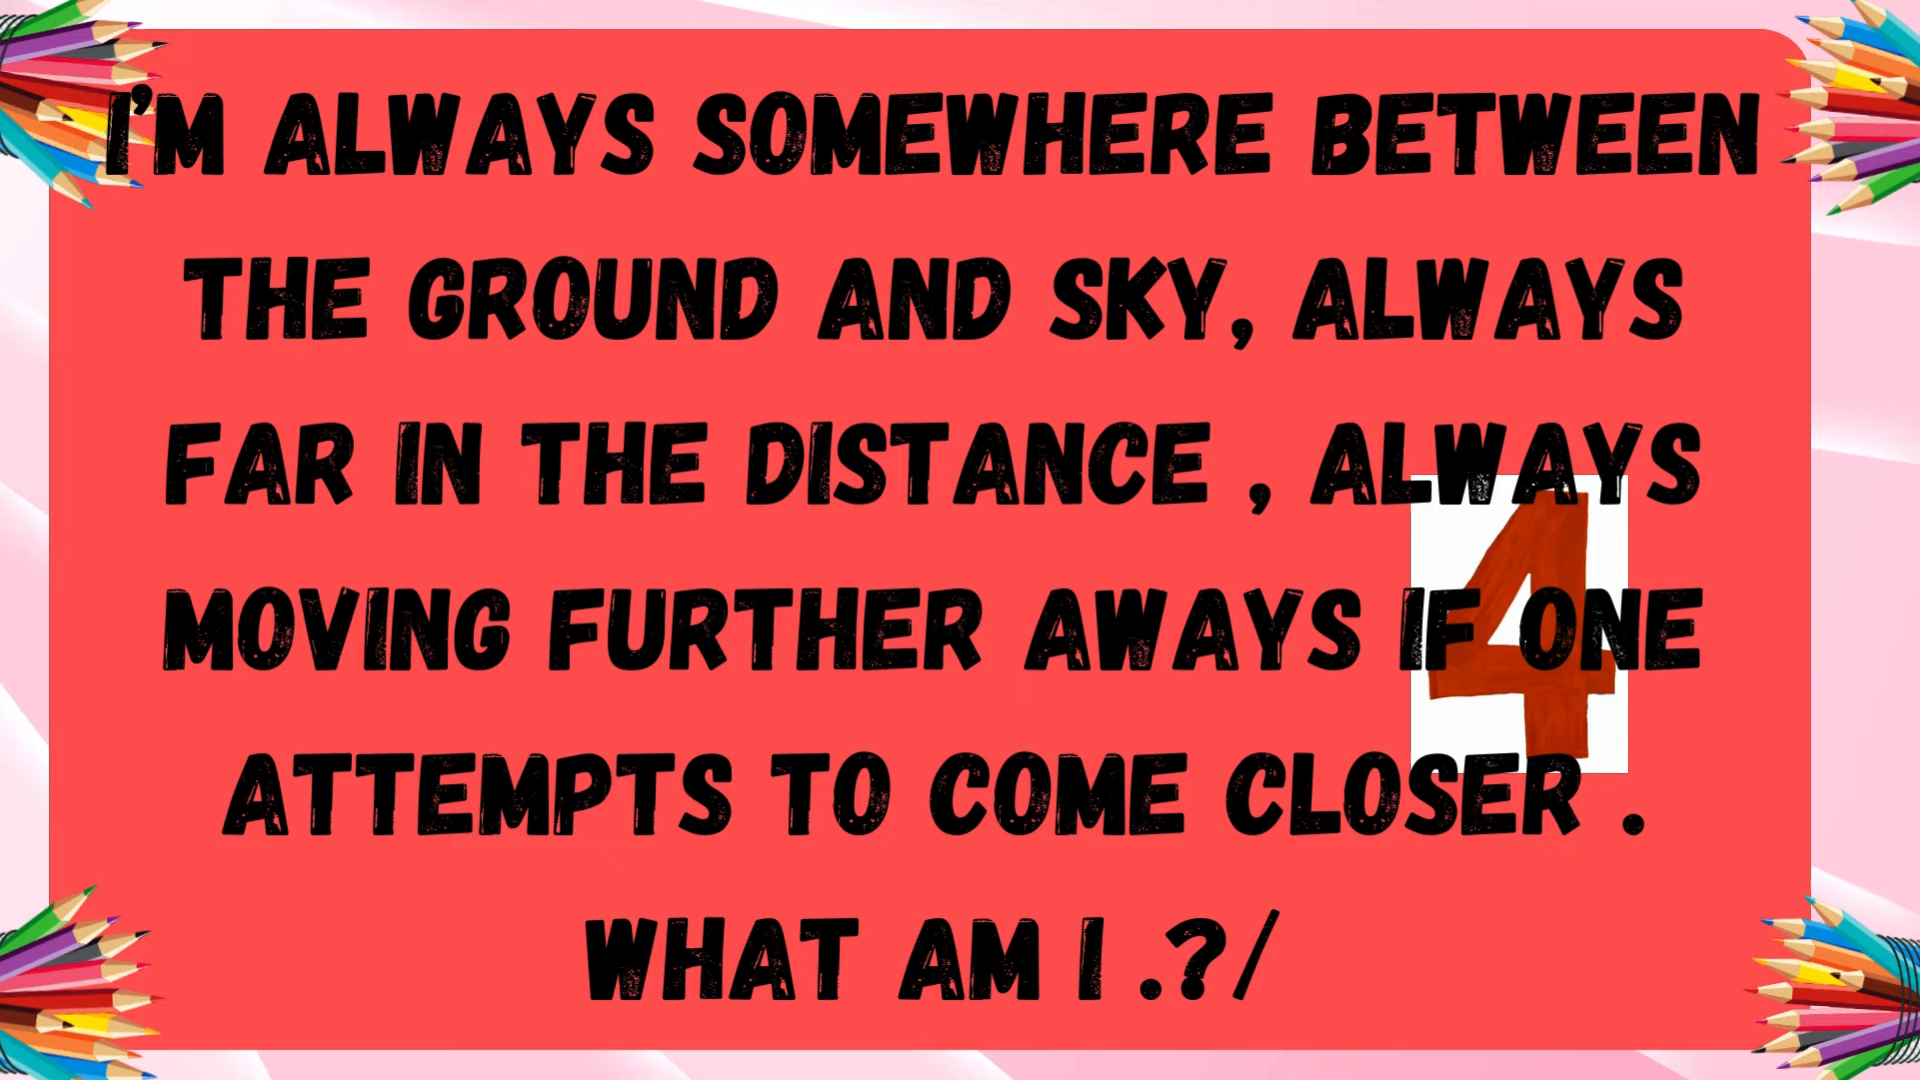 I'M ALWAYS SOMEWHERE BETWEEN
THE GROUND AND SKY, ALWAYS
FAR IN THE DISTANCE , ALWAYS
MOVING FURTHER AWAYS IF ONE
ATTEMPTS TO COME CLOSER .
WHAT AM I .?/
4